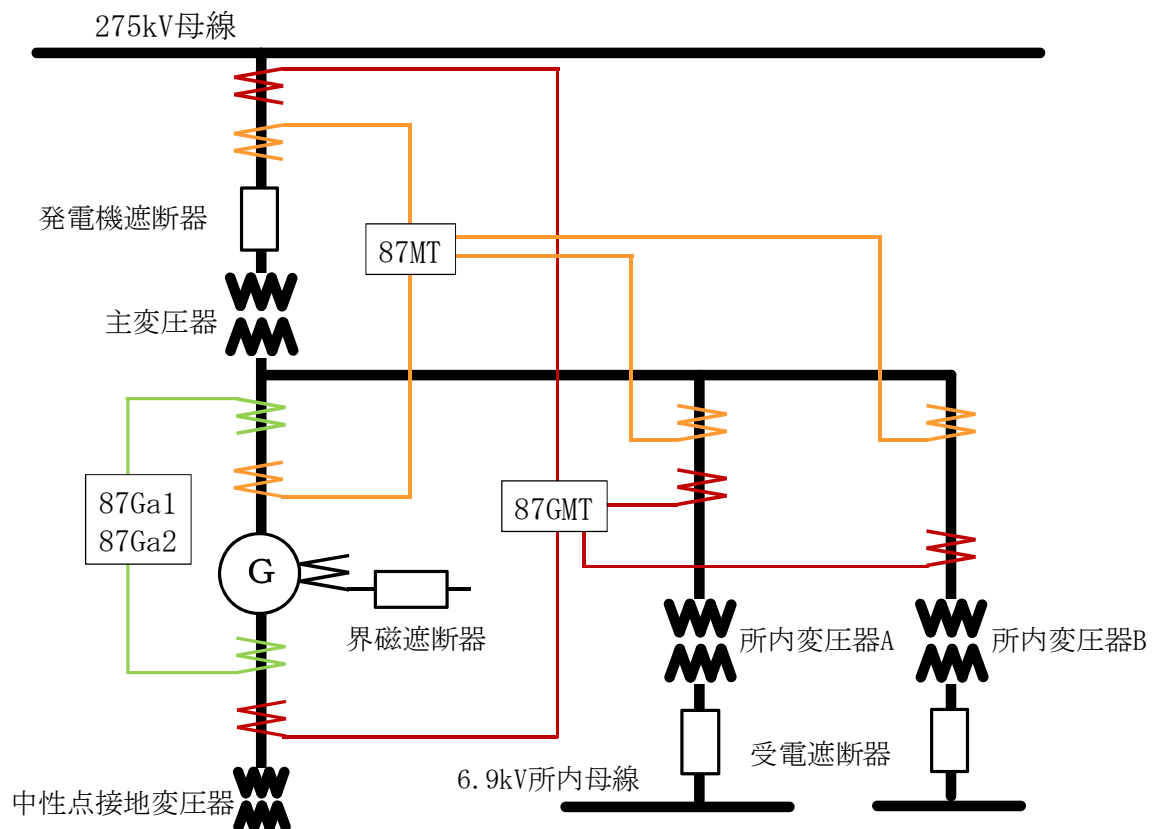 275kV母線
発電機遮断器
87MT
主変圧器
87Ga1
87Ga2
87GMT
G
界磁遮断器
所内変圧器A
所内変圧器B
受電遮断器
6.9kV所内母線
中性点接地変圧器